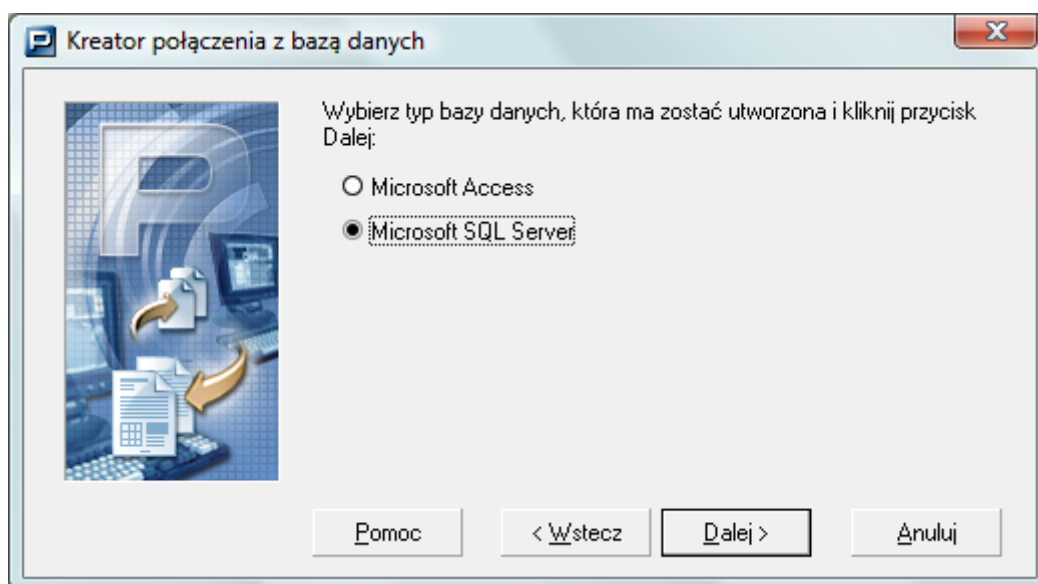 Kreator połączenia z bazą danych
Wybierz typ bazy danych, która ma zostać utworzona i kliknij przycisk
Dalej:
Microsoft Access
Microsoft SQL Server
Pomoc
< Wstecz
Dalej >
Anuluj